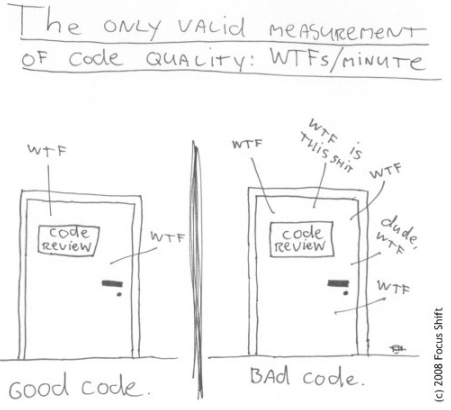 The ONLY VALID MEASUREMENT
OF Code QUALITY: WTFs/MINUTE
WTF
Code
REVIEW
WTF
Good code.
WTF
WTF is
THIS SHIT
WTF
code
REVIEW
dude,
WTF
WTF
BAd code.
(c) 2008 Focus Shift